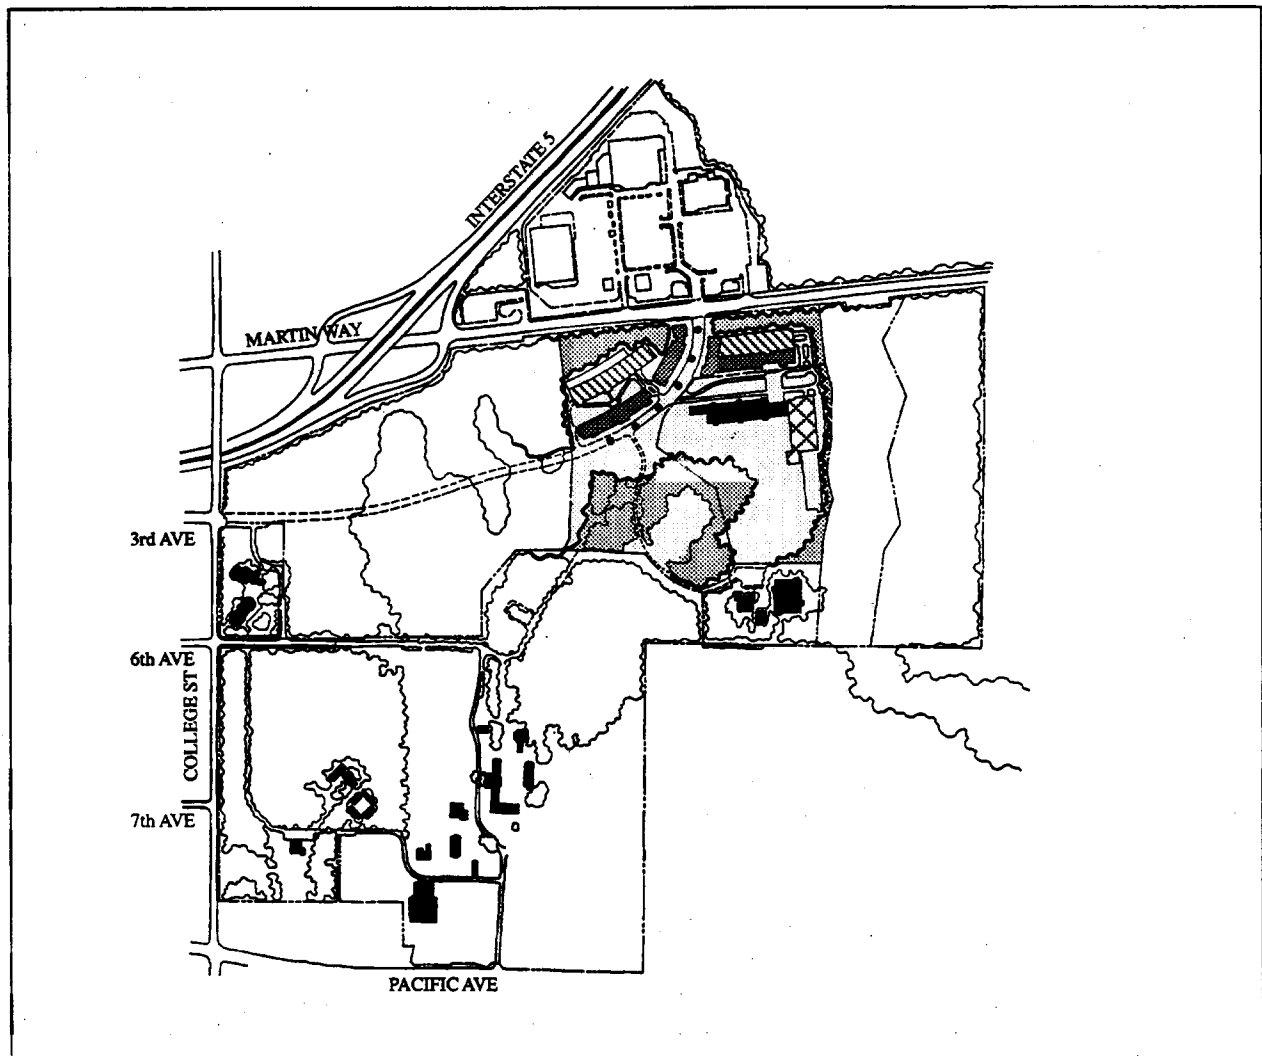 INTERSTATE 5
MARTIN WAY
3rd AVE
6th AVE
COLLEGE ST
7th AVE
PACIFIC AVE